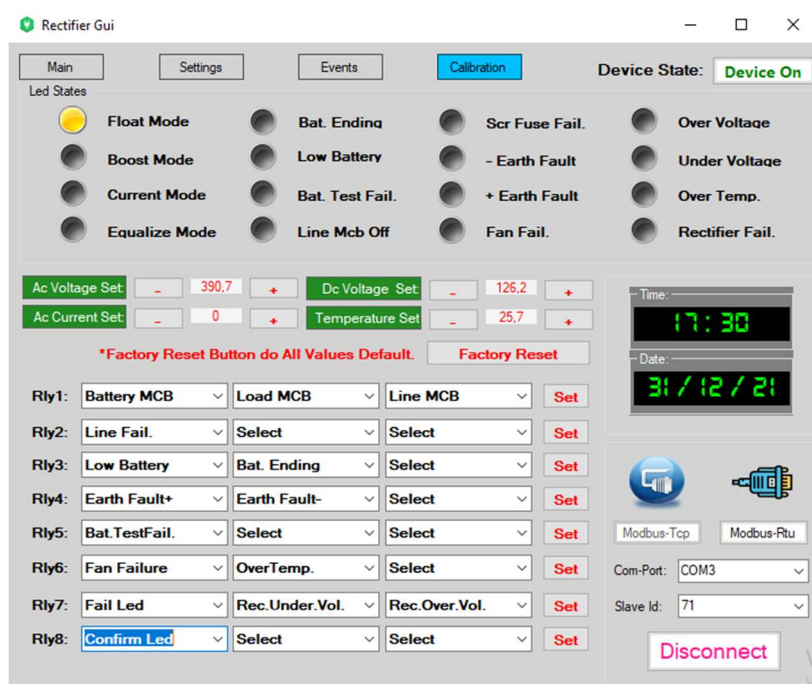 Rectifier Gui
Main Settings Events Calibration Device State: Device On
Led States
Float Mode Bat. Ending Scr Fuse Fail. Over Voltage
Boost Mode Low Battery - Earth Fault Under Voltage
Current Mode Bat. Test Fail. + Earth Fault Over Temp.
Equalize Mode Line Mcb Off Fan Fail. Rectifier Fail.
Ac Voltage Set: - 390,7 + Dc Voltage Set: - 126,2 +
Ac Current Set: - 0 + Temperature Set - 25,7 +
*Factory Reset Button do All Values Default. Factory Reset
Time:
17:30
Date:
31/12/21
Rly1: Battery MCB Load MCB Line MCB Set
Rly2: Line Fail. Select Select Set
Rly3: Low Battery Bat. Ending Select Set
Rly4: Earth Fault+ Earth Fault- Select Set
Rly5: Bat.TestFail. Select Select Set
Rly6: Fan Failure OverTemp. Select Set
Rly7: Fail Led Rec.Under.Vol. Rec.Over.Vol. Set
Rly8: Confirm Led Select Select Set
Modbus-Tcp Modbus-Rtu
Com-Port: COM3
Slave Id: 71
Disconnect